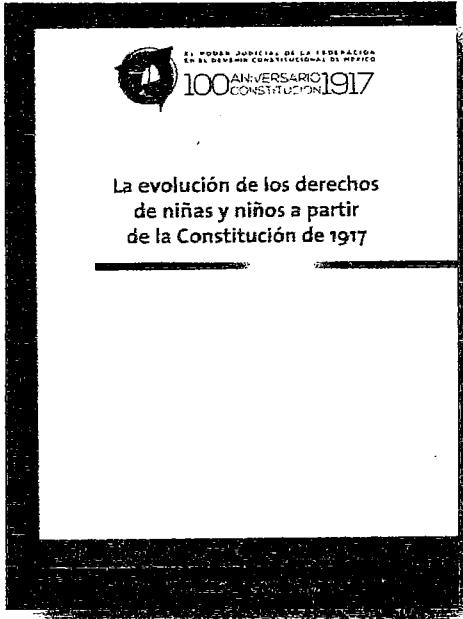 EL PODER JUDICIAL DE LA FEDERACIÓN
EN EL DEVENIR CONSTITUCIONAL DE MÉXICO
100 ANIVERSARIO CONSTITUCIÓN 1917
La evolución de los derechos
de niñas y niños a partir
de la Constitución de 1917